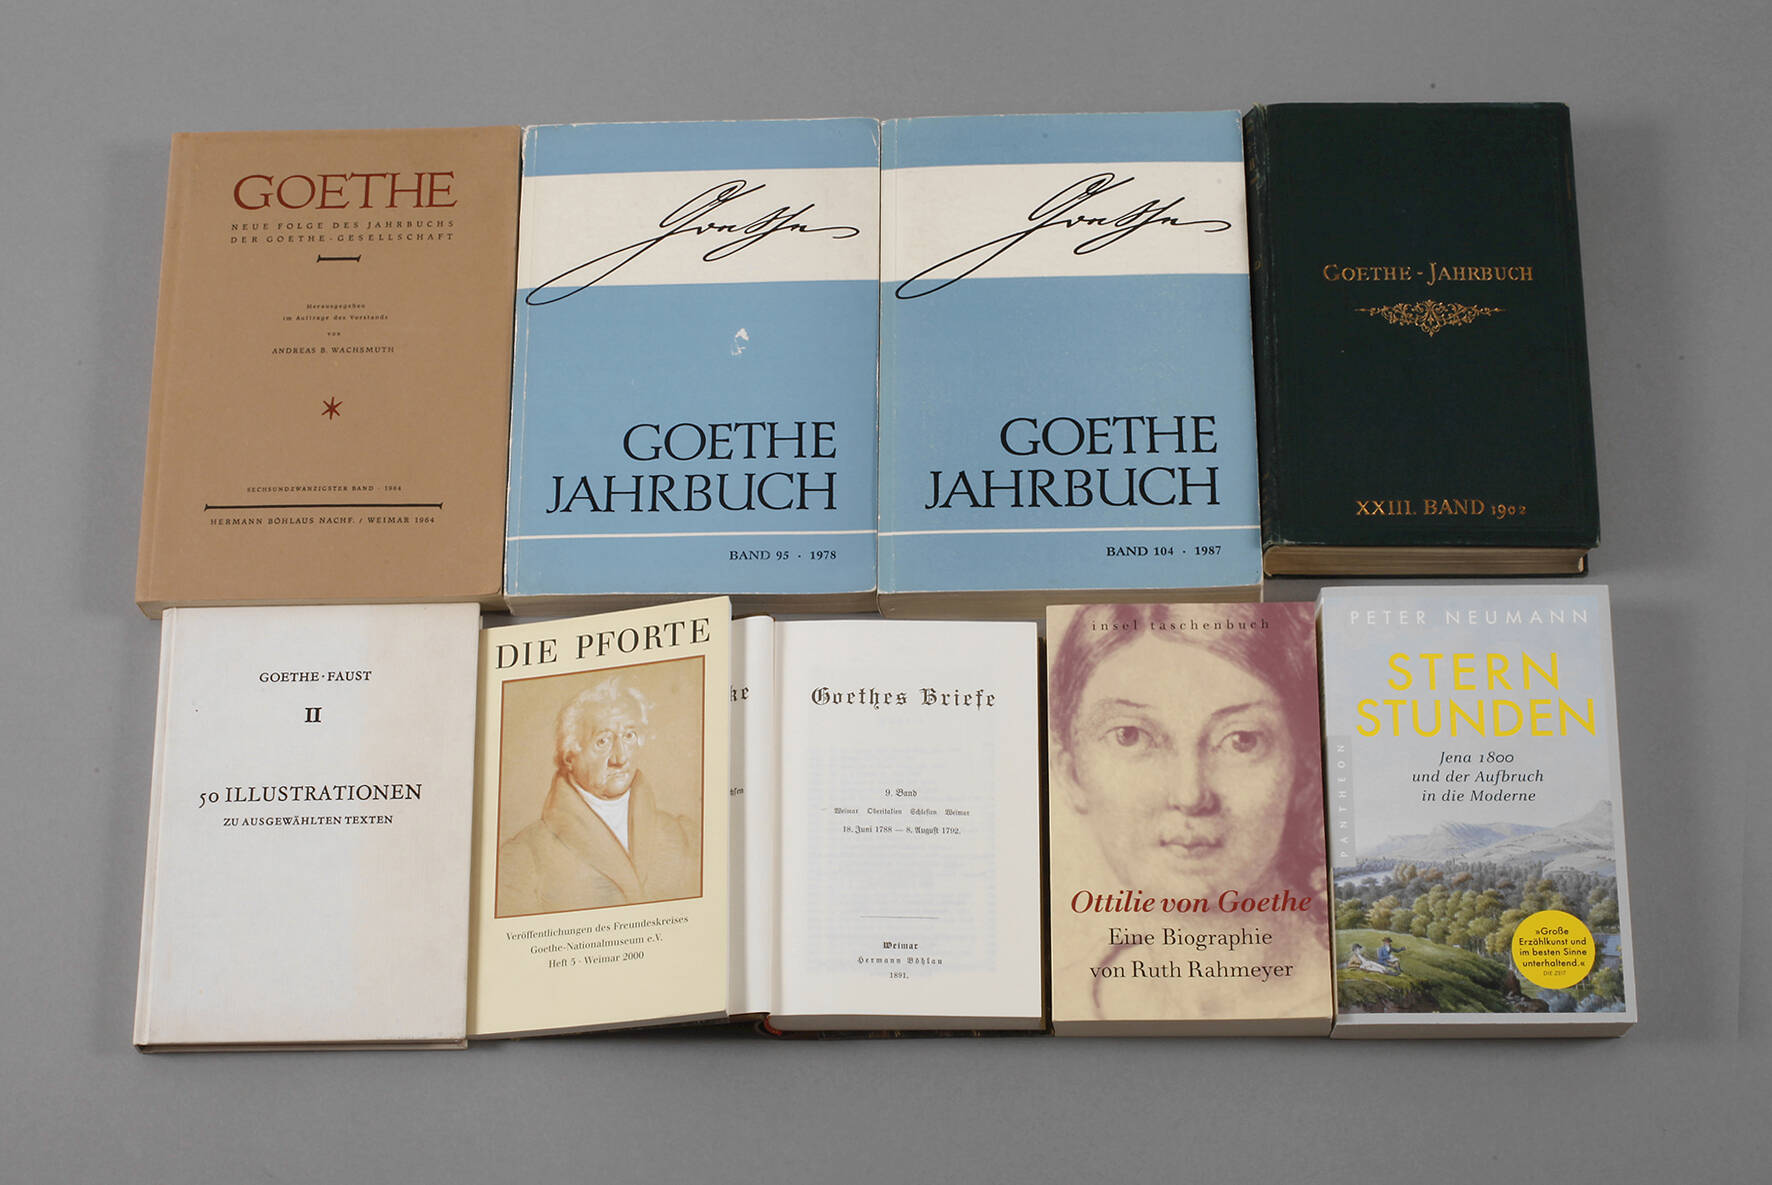 GOETHE
NEUE FOLGE DES JAHRBUCHS
DER GOETHE-GESELLSCHAFT
Herausgegeben
im Auftrage des Vorstands
von
ANDREAS B. WACHSMUTH
SECHSUNDZWANZIGSTER BAND · 1964
HERMANN BÖHLAUS NACHF. / WEIMAR 1964
Goethe
GOETHE
JAHRBUCH
BAND 95 · 1978
Goethe
GOETHE
JAHRBUCH
BAND 104 · 1987
GOETHE-JAHRBUCH
XXIII. BAND 1902
GOETHE·FAUST
II
50 ILLUSTRATIONEN
ZU AUSGEWÄHLTEN TEXTEN
DIE PFORTE
Veröffentlichungen des Freundeskreises
Goethe-Nationalmuseum e.V.
Heft 5 · Weimar 2000
ke
Goethes Briefe
9. Band
Weimar Oberitalien Schlesien Weimar
18. Juni 1788 — 8. August 1792.
Weimar
Hermann Böhlau
1891.
insel taschenbuch
Ottilie von Goethe
Eine Biographie
von Ruth Rahmeyer
PETER NEUMANN
STERN
STUNDEN
Jena 1800
und der Aufbruch
in die Moderne
PANTHEON
»Große
Erzählkunst und
im besten Sinne
unterhaltend.«
DIE ZEIT